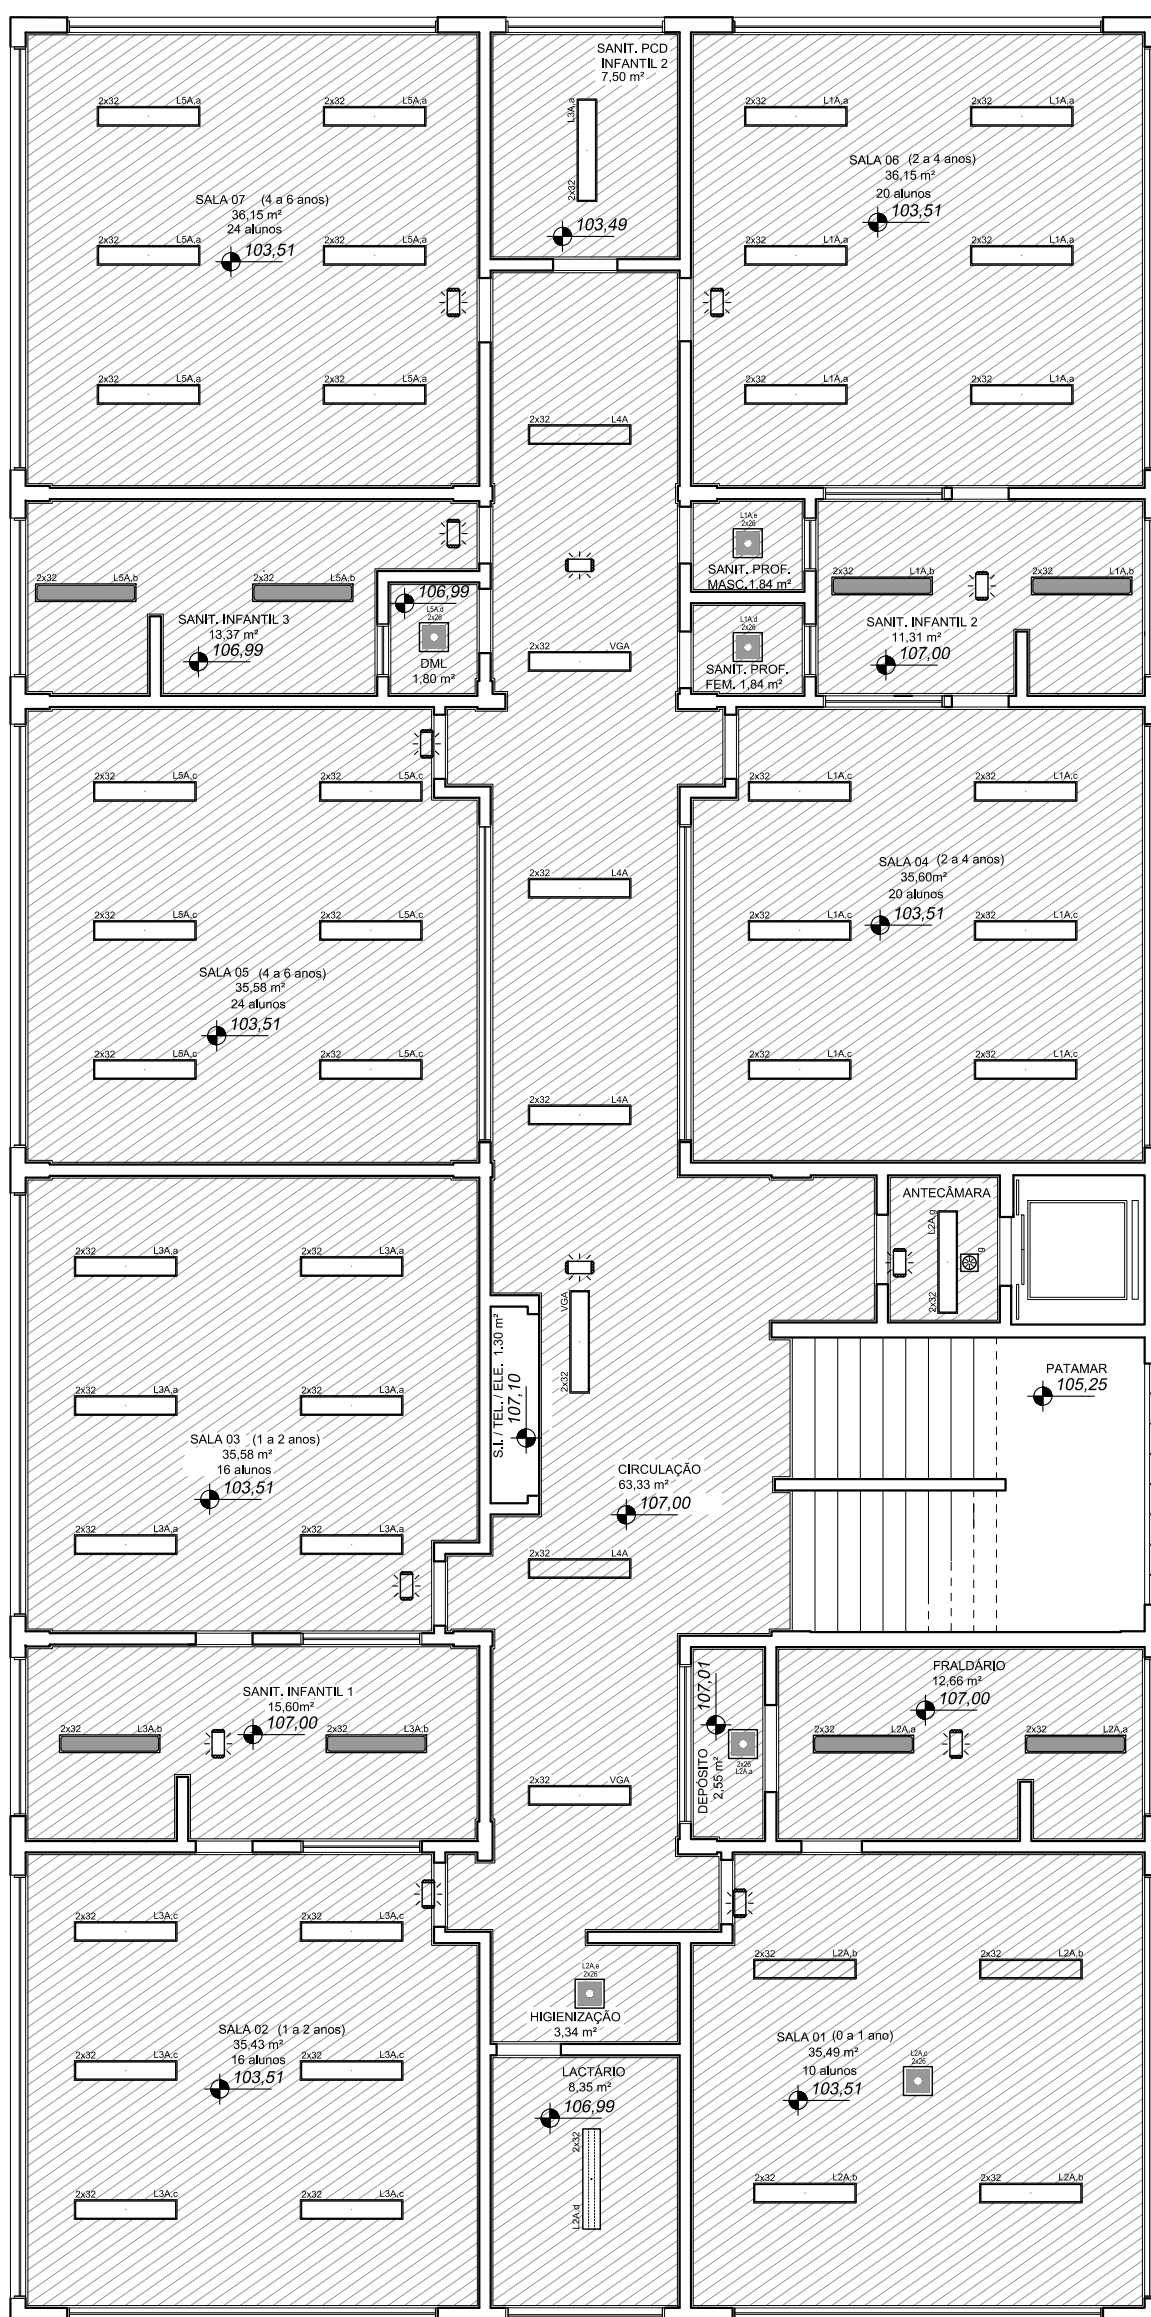 SANIT. PCD
INFANTIL 2
7,50 m²
L3A,a
2x32
103,49
2x32 L5A,a
2x32 L5A,a
SALA 07 (4 a 6 anos)
36,15 m²
24 alunos
103,51
2x32 L5A,a
2x32 L5A,a
2x32 L5A,a
2x32 L5A,a
2x32 L1A,a
2x32 L1A,a
SALA 06 (2 a 4 anos)
36,15 m²
20 alunos
103,51
2x32 L1A,a
2x32 L1A,a
2x32 L1A,a
2x32 L1A,a
2x32 L4A
2x32 L5A,b
2x32 L5A,b
SANIT. INFANTIL 3
13,37 m²
106,99
106,99
L5A,d
2x26
DML
1,80 m²
2x32 VGA
L1A,e
2x26
SANIT. PROF.
MASC. 1,84 m²
L1A,d
2x26
SANIT. PROF.
FEM. 1,84 m²
2x32 L1A,b
2x32 L1A,b
SANIT. INFANTIL 2
11,31 m²
107,00
2x32 L5A,c
2x32 L5A,c
2x32 L5A,c
2x32 L5A,c
SALA 05 (4 a 6 anos)
35,58 m²
24 alunos
103,51
2x32 L5A,c
2x32 L5A,c
2x32 L4A
2x32 L4A
2x32 L1A,c
2x32 L1A,c
SALA 04 (2 a 4 anos)
35,60m²
20 alunos
103,51
2x32 L1A,c
2x32 L1A,c
2x32 L1A,c
2x32 L1A,c
ANTECÂMARA
L2A,g
2x32
g
2x32 L3A,a
2x32 L3A,a
2x32 L3A,a
2x32 L3A,a
SALA 03 (1 a 2 anos)
35,58 m²
16 alunos
103,51
2x32 L3A,a
2x32 L3A,a
S.I. / TEL. / ELE. 1.30 m²
107,10
VGA
2x32
PATAMAR
105,25
CIRCULAÇÃO
63,33 m²
107,00
2x32 L4A
SANIT. INFANTIL 1
15,60m²
107,00
2x32 L3A,b
2x32 L3A,b
2x32 VGA
DEPÓSITO
2,55 m²
107,01
2x26
L2A,a
FRALDÁRIO
12,66 m²
107,00
2x32 L2A,a
2x32 L2A,a
2x32 L3A,c
2x32 L3A,c
SALA 02 (1 a 2 anos)
35,43 m²
16 alunos
103,51
2x32 L3A,c
2x32 L3A,c
2x32 L3A,c
2x32 L3A,c
L2A,e
2x26
HIGIENIZAÇÃO
3,34 m²
LACTÁRIO
8,35 m²
106,99
2x32
L2A,d
2x32 L2A,b
2x32 L2A,b
SALA 01 (0 a 1 ano)
35,49 m²
10 alunos
103,51
L2A,c
2x26
2x32 L2A,b
2x32 L2A,b